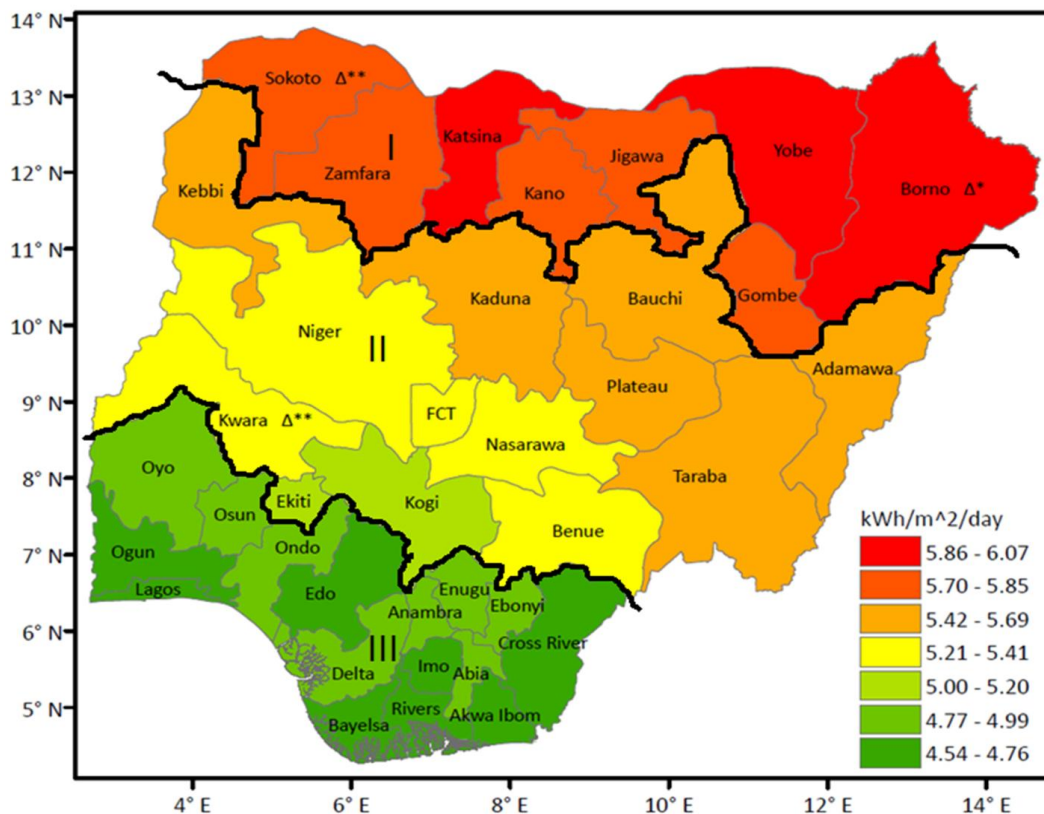 14° N
13° N
12° N
11° N
10° N
9° N
8° N
7° N
6° N
5° N
Sokoto Δ**
Katsina
I
Zamfara
Kebbi
Kano
Jigawa
Yobe
Borno Δ*
Kaduna
Bauchi
Gombe
Niger
II
Plateau
Adamawa
FCT
Kwara Δ**
Nasarawa
Oyo
Taraba
Ekiti
Kogi
Osun
Benue
Ogun
Ondo
Lagos
Edo
Enugu
Anambra
Ebonyi
III
Cross River
Delta
Imo
Abia
Rivers
Bayelsa
Akwa Ibom
kWh/m^2/day
5.86 - 6.07
5.70 - 5.85
5.42 - 5.69
5.21 - 5.41
5.00 - 5.20
4.77 - 4.99
4.54 - 4.76
4° E
6° E
8° E
10° E
12° E
14° E